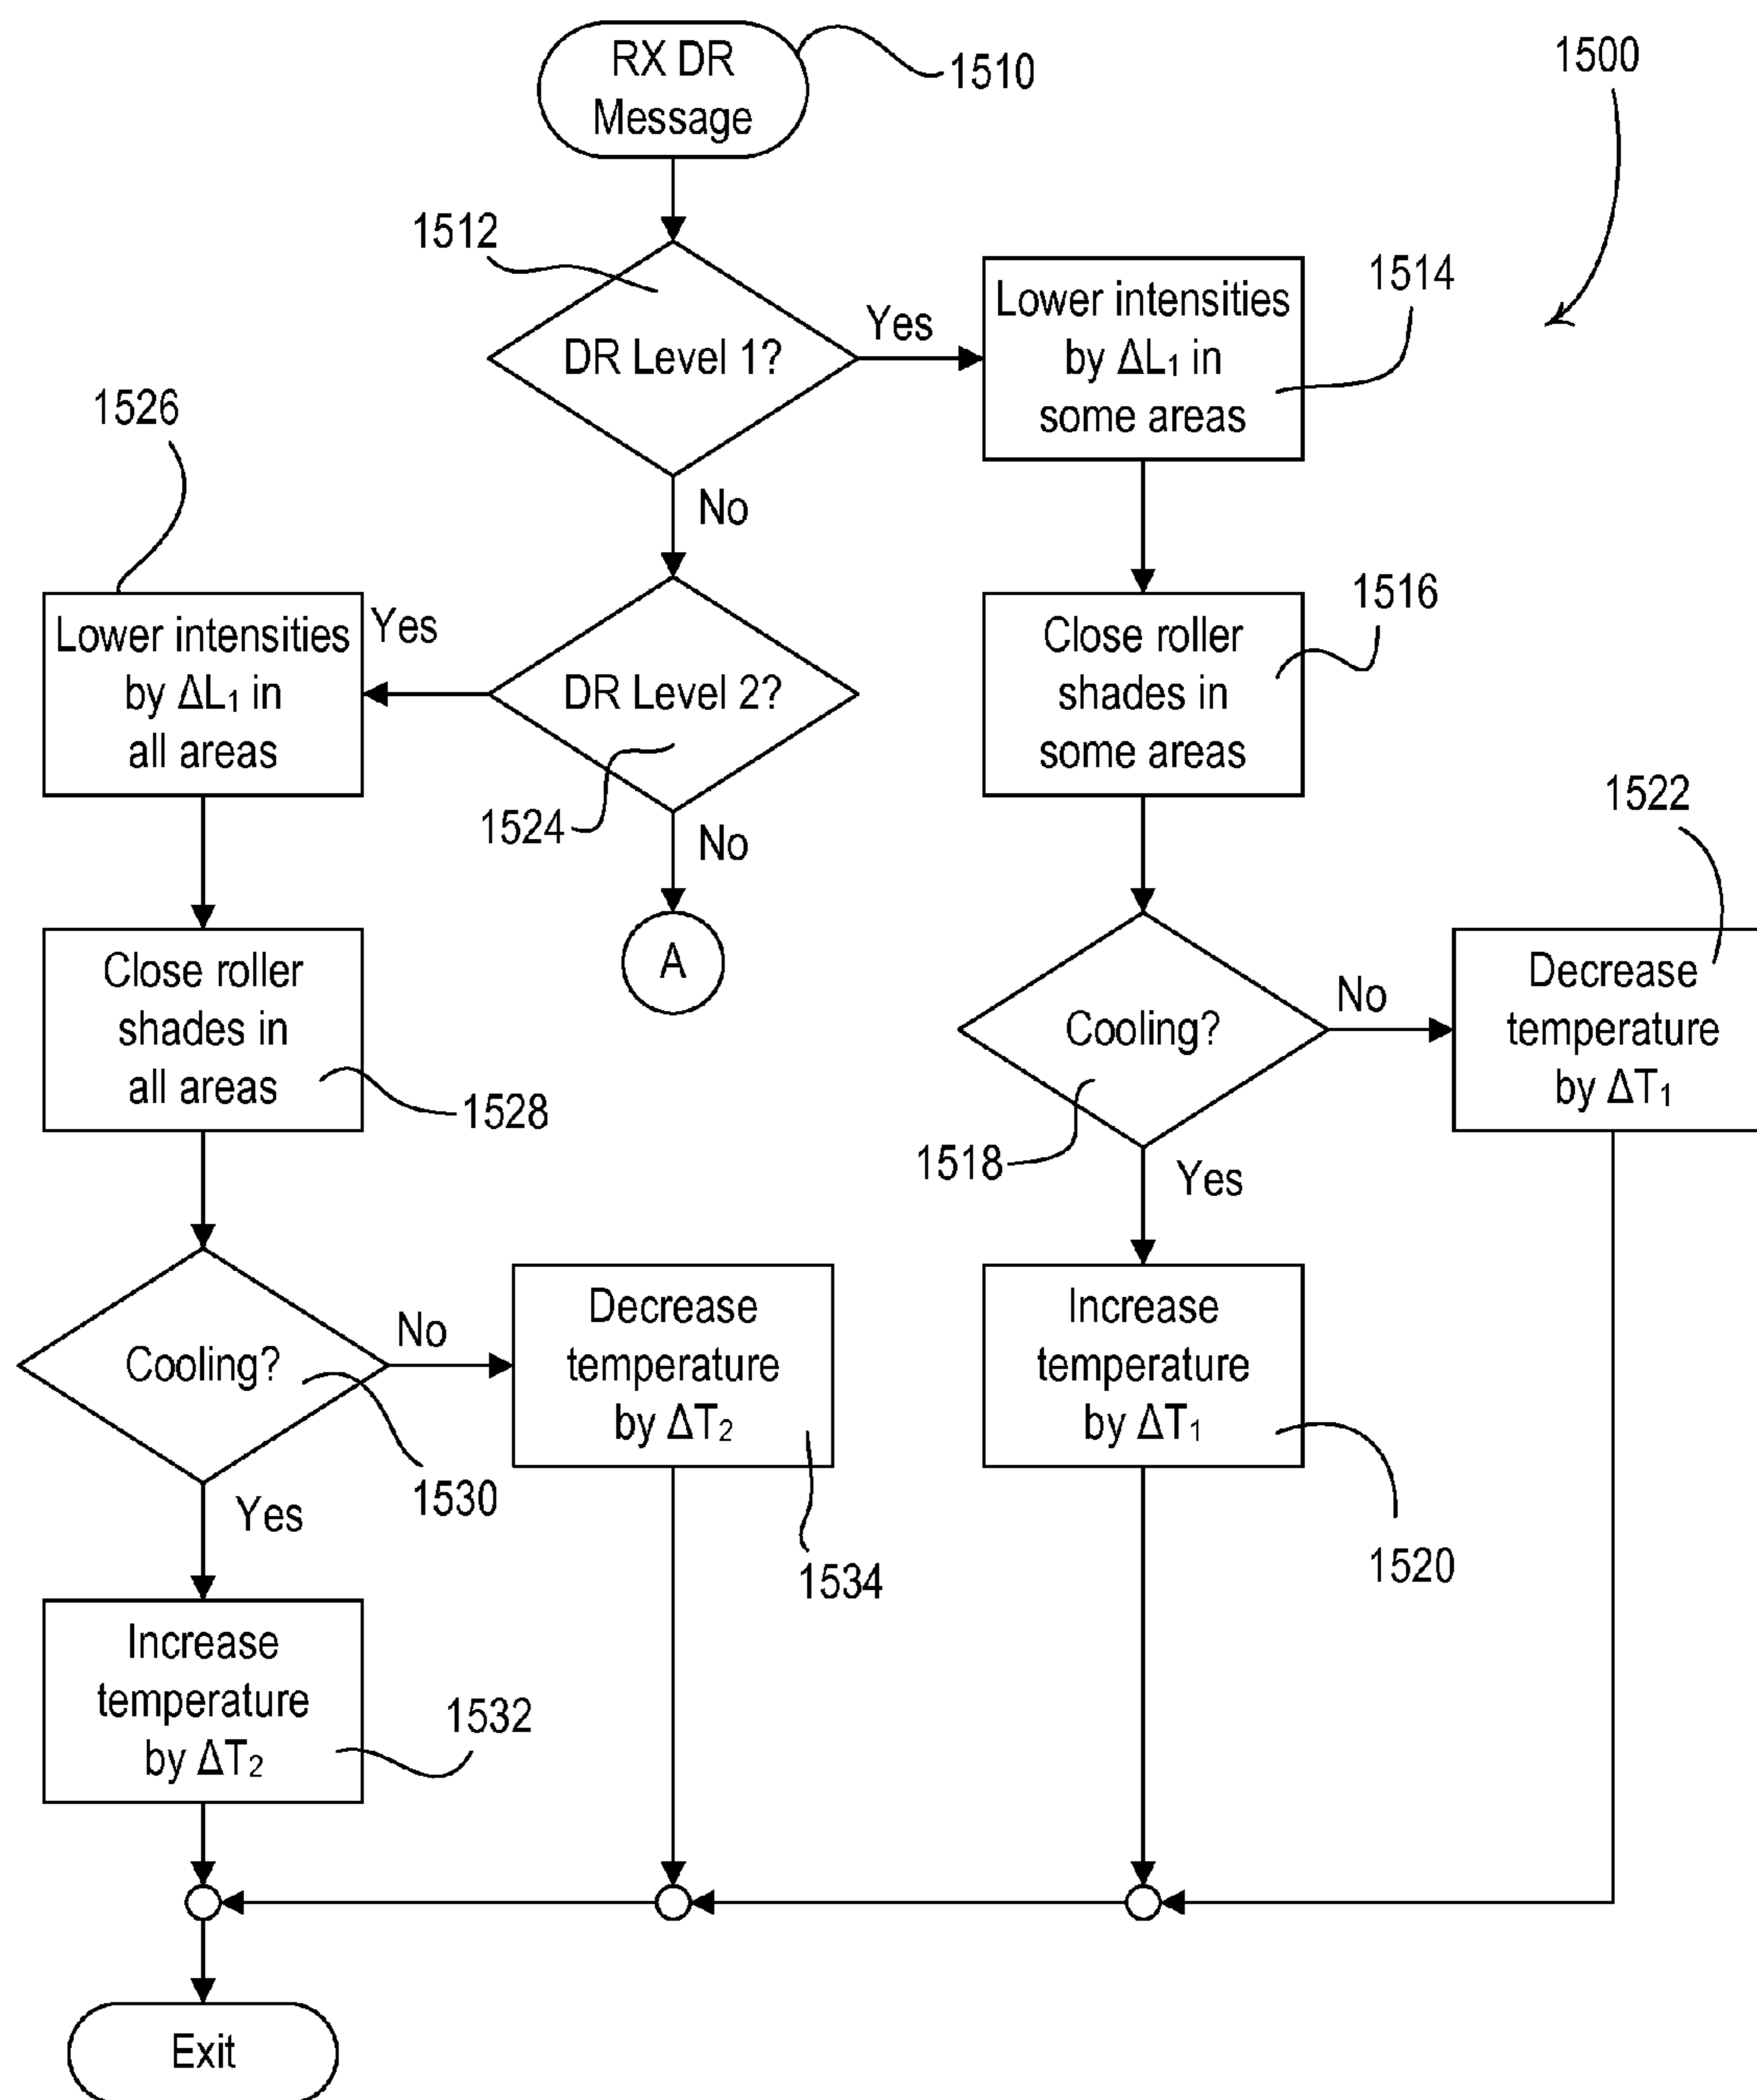 RX DR
Message
1510
1500
1512
DR Level 1?
Yes
No
Lower intensities
by ΔL₁ in
some areas
1514
1526
Lower intensities
by ΔL₁ in
all areas
Yes
DR Level 2?
1524
No
A
Close roller
shades in
some areas
1516
1522
Close roller
shades in
all areas
1528
Cooling?
1518
No
Yes
Decrease
temperature
by ΔT₁
Cooling?
1530
No
Yes
Decrease
temperature
by ΔT₂
1534
Increase
temperature
by ΔT₁
1520
Increase
temperature
by ΔT₂
1532
Exit